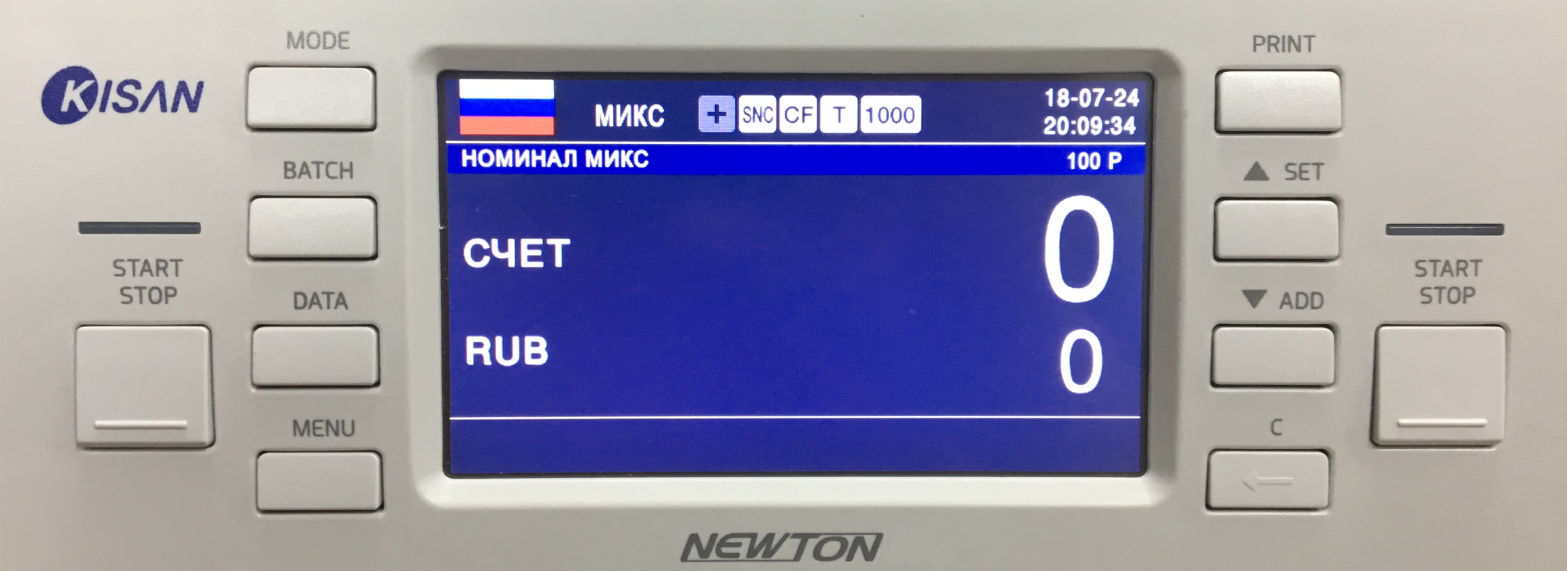 KISAN
MODE
BATCH
DATA
MENU
START
STOP
МИКС + SNC CF T 1000
18-07-24
20:09:34
НОМИНАЛ МИКС 100 Р
СЧЕТ 0
RUB 0
PRINT
▲ SET
▼ ADD
C
START
STOP
NEWTON